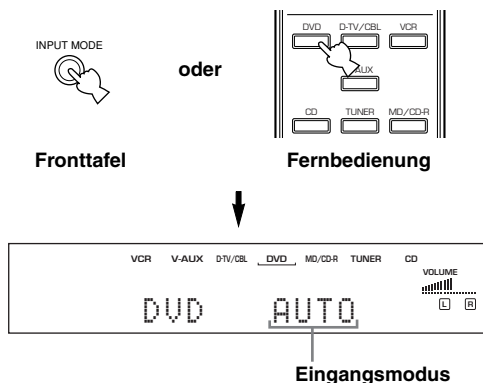 INPUT MODE
oder
DVD D-TV/CBL VCR
AUX
CD TUNER MD/CD-R
Fronttafel Fernbedienung
VCR V-AUX D-TV/CBL DVD MD/CD-R TUNER CD
VOLUME
L R
DVD AUTO
Eingangsmodus